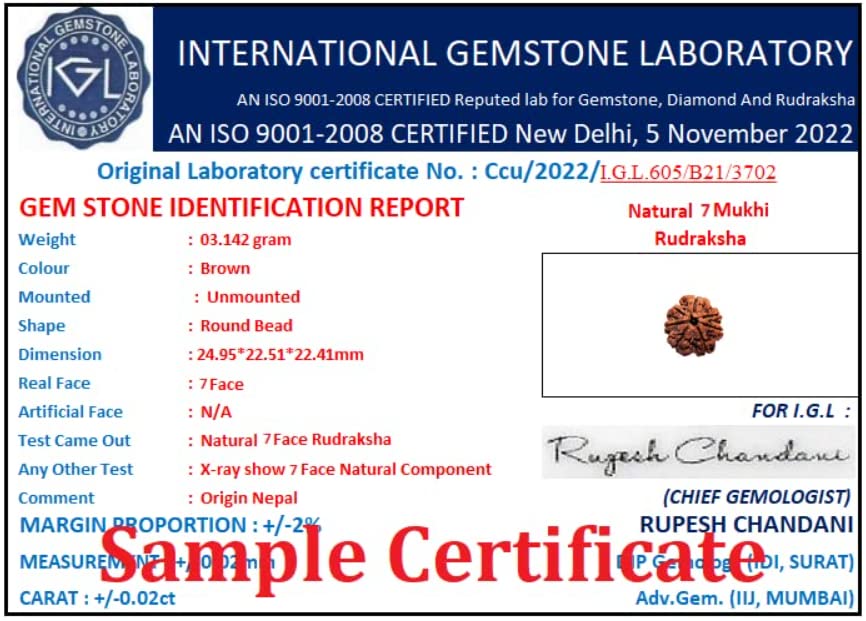 INTERNATIONAL GEMSTONE LABORATORY
IGL
INTERNATIONAL GEMSTONE LABORATORY
AN ISO 9001-2008 CERTIFIED Reputed lab for Gemstone, Diamond And Rudraksha
AN ISO 9001-2008 CERTIFIED New Delhi, 5 November 2022
Original Laboratory certificate No. : Ccu/2022/I.G.L.605/B21/3702
GEM STONE IDENTIFICATION REPORT
Natural 7 Mukhi
Rudraksha
Weight : 03.142 gram
Colour : Brown
Mounted : Unmounted
Shape : Round Bead
Dimension : 24.95*22.51*22.41mm
Real Face : 7 Face
Artificial Face : N/A
Test Came Out : Natural 7 Face Rudraksha
Any Other Test : X-ray show 7 Face Natural Component
Comment : Origin Nepal
FOR I.G.L :
Rupesh Chandani
(CHIEF GEMOLOGIST)
MARGIN PROPORTION : +/-2%
RUPESH CHANDANI
MEASUREMENT : +/-0.02mm
(IDI, SURAT)
CARAT : +/-0.02ct
Adv.Gem. (IIJ, MUMBAI)
Sample Certificate